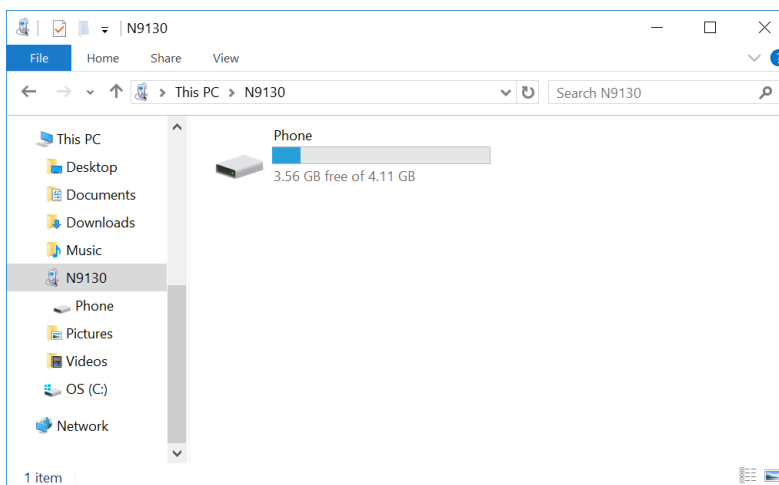 N9130
File Home Share View
This PC > N9130
Search N9130
This PC
Desktop
Documents
Downloads
Music
N9130
Phone
Pictures
Videos
OS (C:)
Network
Phone
3.56 GB free of 4.11 GB
1 item